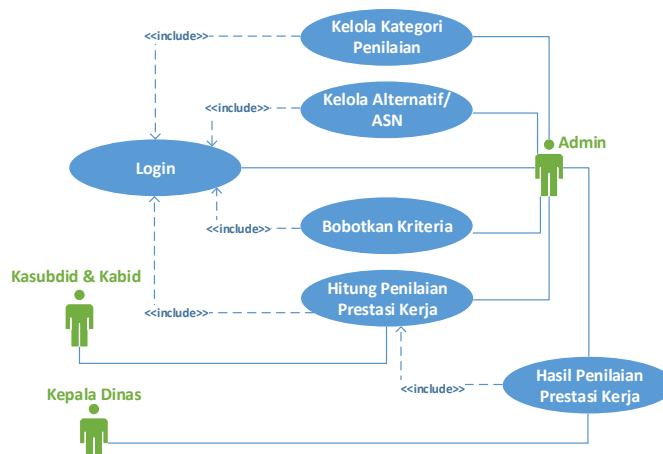 Kelola Kategori
Penilaian
<<include>>
Kelola Alternatif/
ASN
<<include>>
Admin
Login
Bobotkan Kriteria
<<include>>
Kasubdid & Kabid
Hitung Penilaian
Prestasi Kerja
<<include>>
Hasil Penilaian
Prestasi Kerja
<<include>>
Kepala Dinas